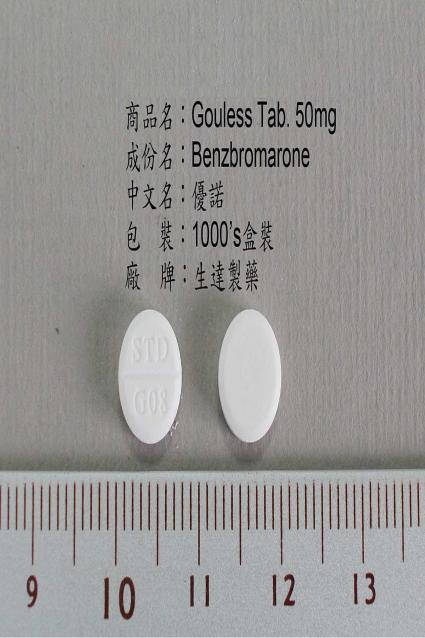 商品名：Gouless Tab. 50mg
成份名：Benzbromarone
中文名：優諾
包　裝：1000's盒裝
廠　牌：生達製藥
STD
G08
9 10 11 12 13